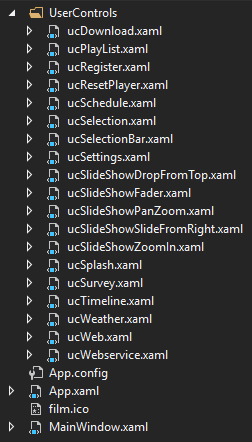 UserControls
ucDownload.xaml
ucPlayList.xaml
ucRegister.xaml
ucResetPlayer.xaml
ucSchedule.xaml
ucSelection.xaml
ucSelectionBar.xaml
ucSettings.xaml
ucSlideShowDropFromTop.xaml
ucSlideShowFader.xaml
ucSlideShowPanZoom.xaml
ucSlideShowSlideFromRight.xaml
ucSlideShowZoomIn.xaml
ucSplash.xaml
ucSurvey.xaml
ucTimeline.xaml
ucWeather.xaml
ucWeb.xaml
ucWebservice.xaml
App.config
App.xaml
film.ico
MainWindow.xaml